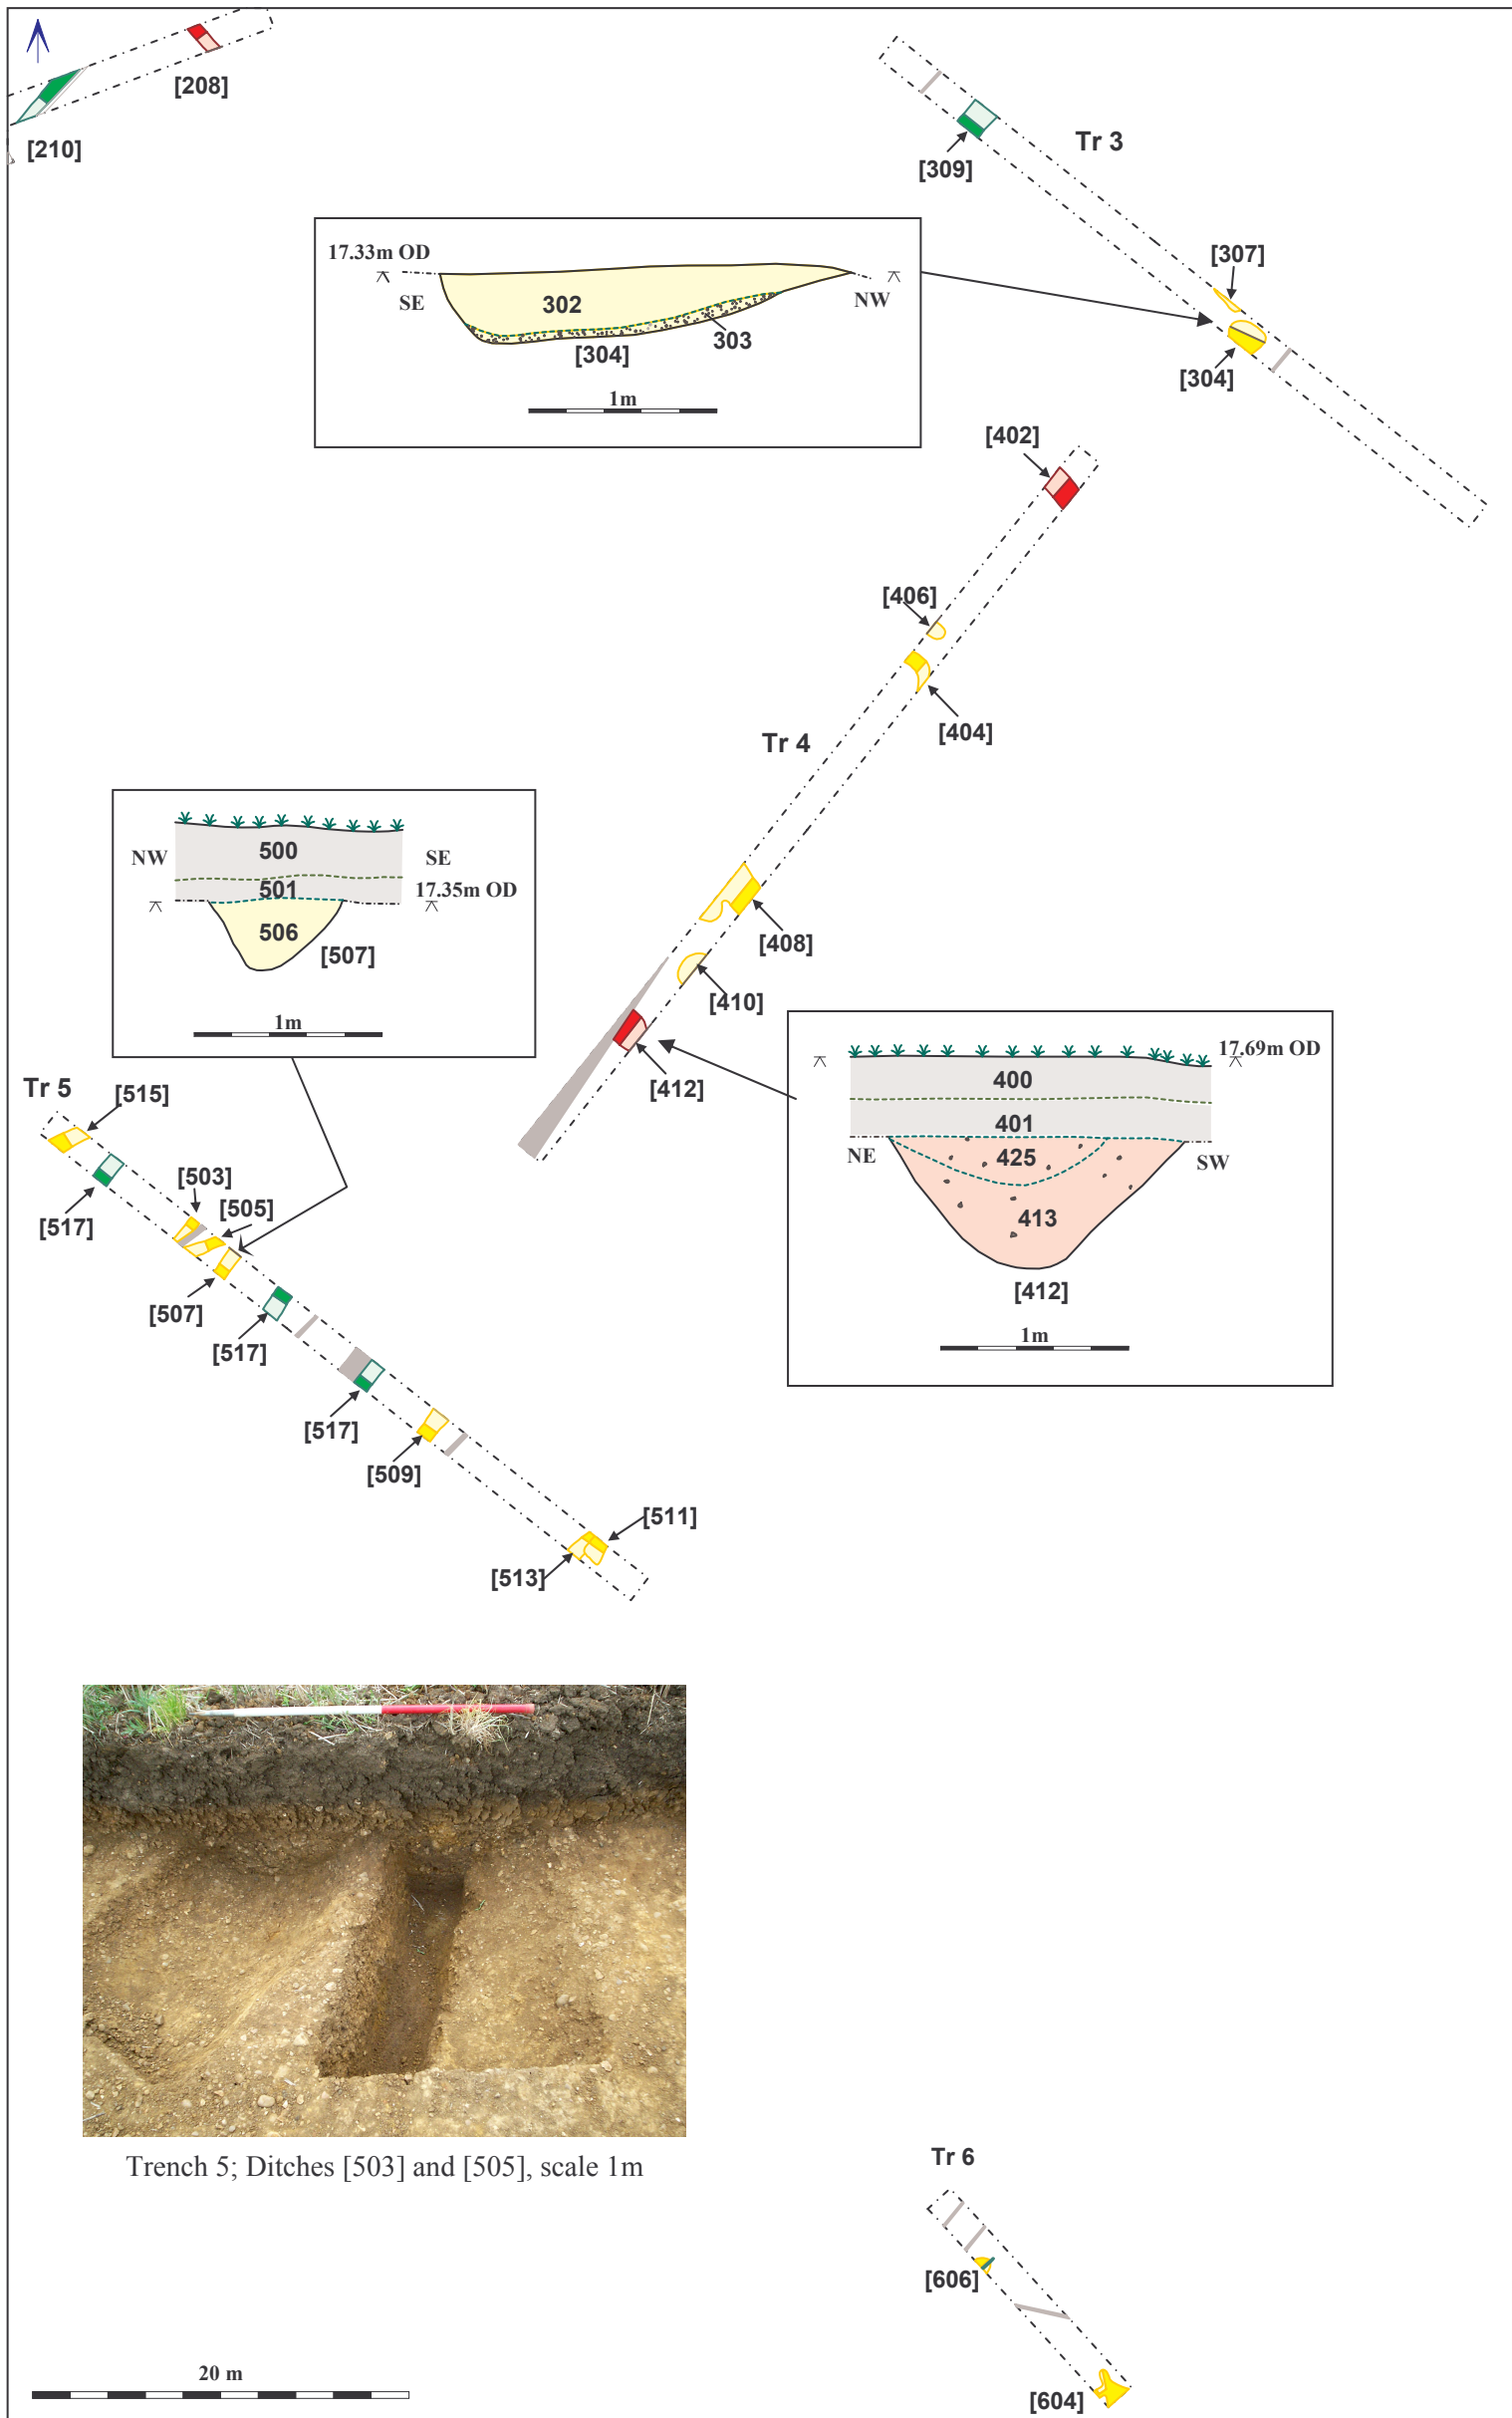 [208]
[210]
Tr 3
[309]
[307]
[304]
17.33m OD
SE
NW
302
303
[304]
1m
[402]
[406]
[404]
Tr 4
[408]
[410]
[412]
NW
SE
500
501
17.35m OD
506
[507]
1m
17.69m OD
400
401
NE
SW
425
413
[412]
1m
Tr 5
[515]
[517]
[503]
[505]
[507]
[517]
[517]
[509]
[511]
[513]
Trench 5; Ditches [503] and [505], scale 1m
Tr 6
[606]
[604]
20 m